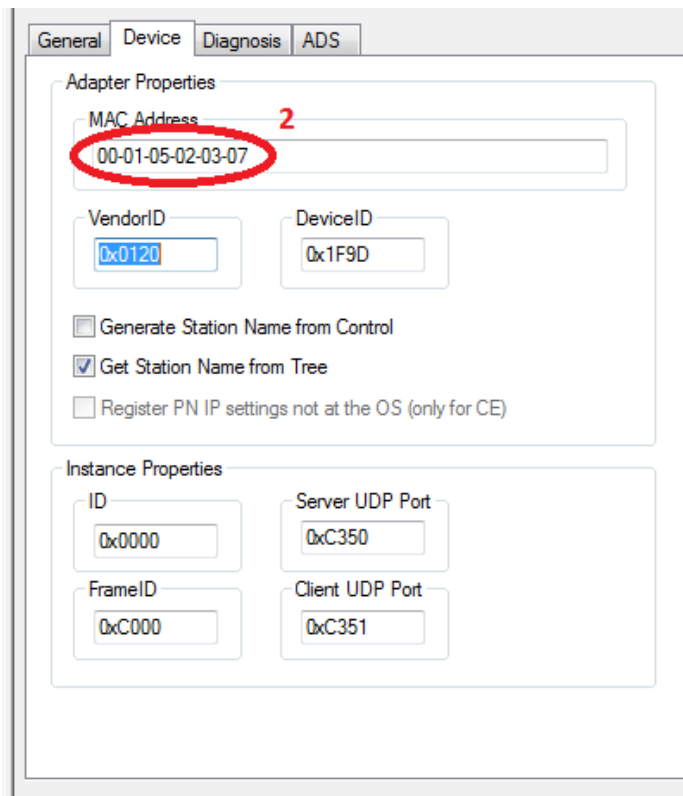 General Device Diagnosis ADS
Adapter Properties
MAC Address 2
00-01-05-02-03-07
VendorID DeviceID
0x0120 0x1F9D
Generate Station Name from Control
Get Station Name from Tree
Register PN IP settings not at the OS (only for CE)
Instance Properties
ID Server UDP Port
0x0000 0xC350
FrameID Client UDP Port
0xC000 0xC351